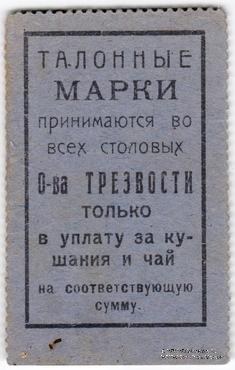 ТАЛОННЫЕ
МАРКИ
принимаются во
всех столовых
О-ва ТРЕЗВОСТИ
только
в уплату за ку-
шания и чай
на соответствующую
сумму.